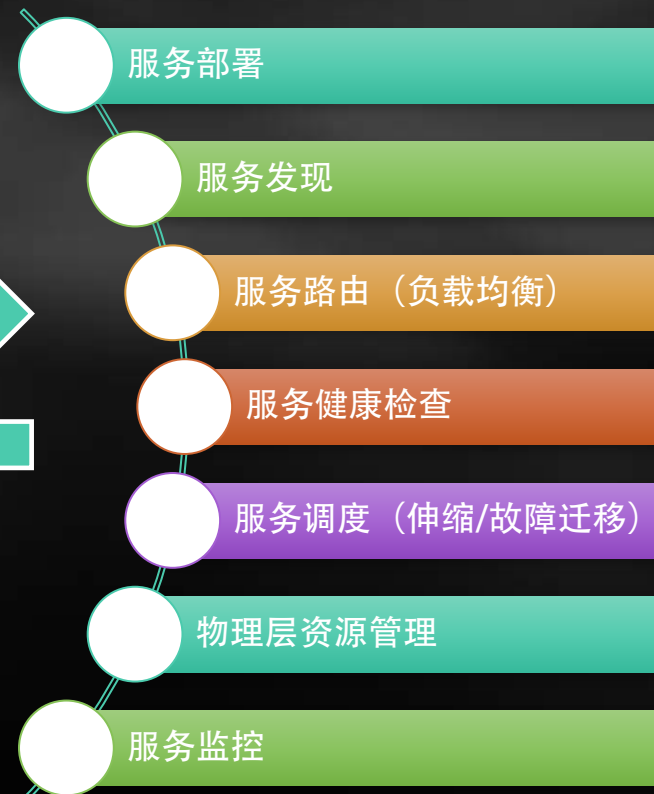 服务部署
服务发现
服务路由（负载均衡）
服务健康检查
服务调度（伸缩/故障迁移）
物理层资源管理
服务监控